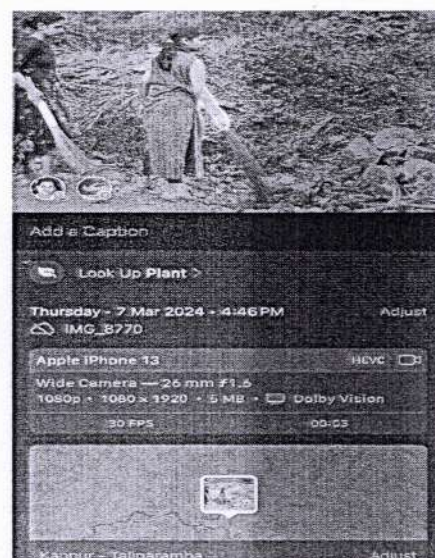 Add a Caption
Look Up Plant >
Thursday - 7 Mar 2024 - 4:46 PM Adjust
IMG_8770
Apple iPhone 13 HEVC
Wide Camera — 26 mm ƒ1.6
1080p • 1080 x 1920 • 5 MB • Dolby Vision
30 FPS 00:03
Taliparamba Adjust